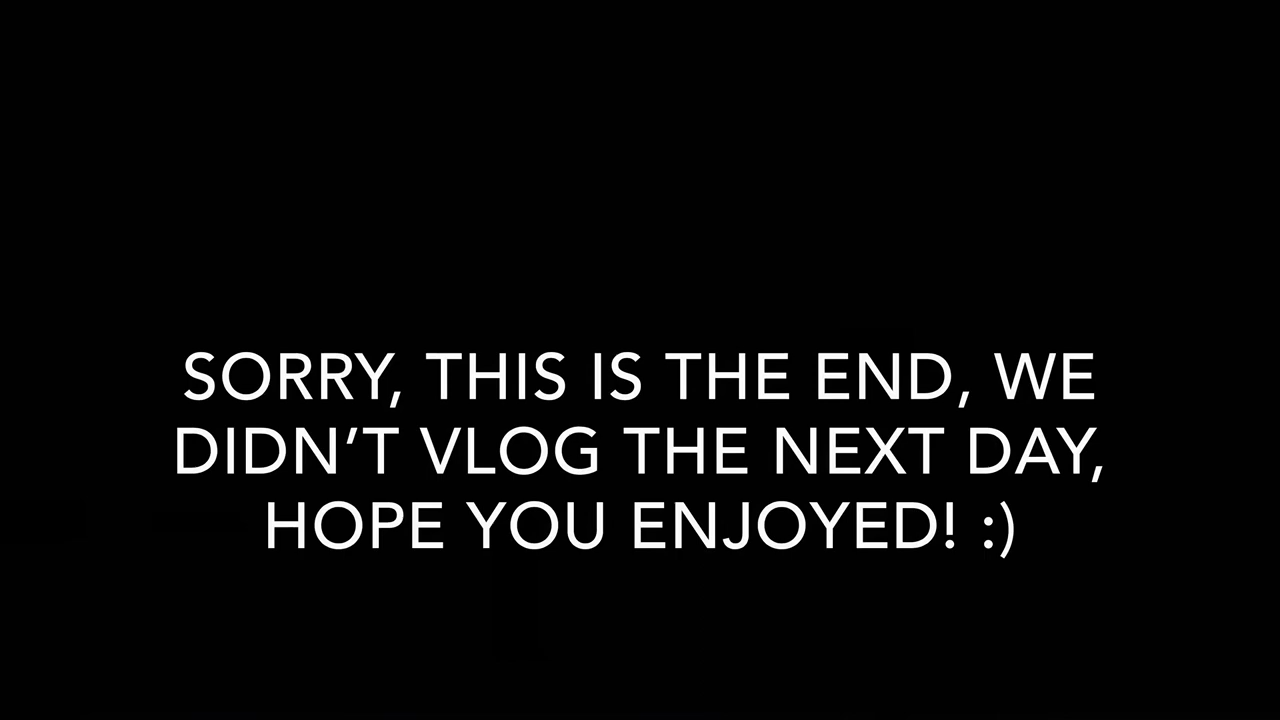 SORRY, THIS IS THE END, WE
DIDN’T VLOG THE NEXT DAY,
HOPE YOU ENJOYED! :)